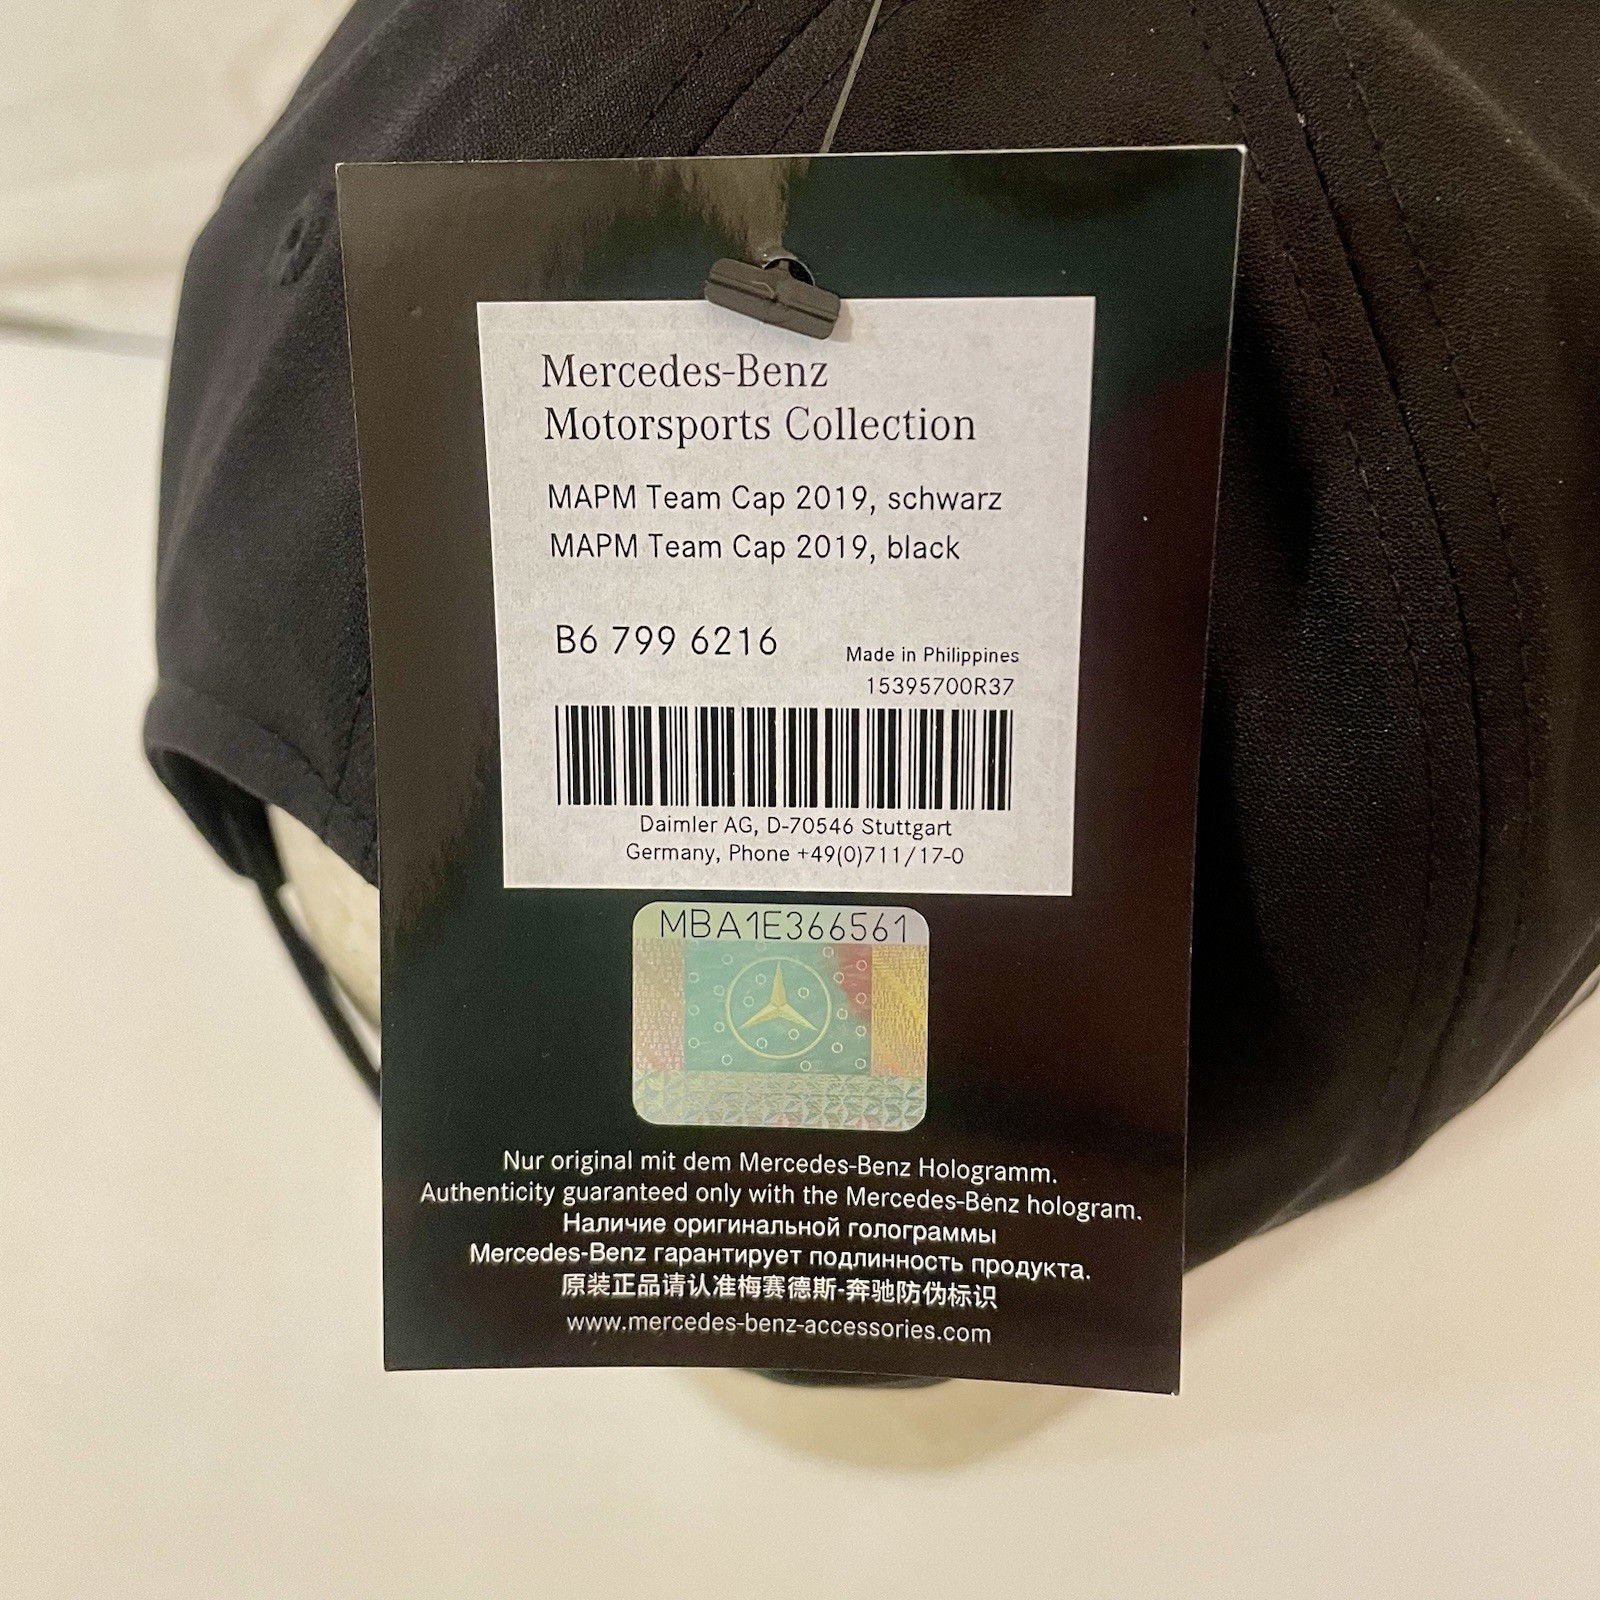 Mercedes-Benz
Motorsports Collection
MAPM Team Cap 2019, schwarz
MAPM Team Cap 2019, black
B6 799 6216
Made in Philippines
15395700R37
Daimler AG, D-70546 Stuttgart
Germany, Phone +49(0)711/17-0
MBA1E366561
Nur original mit dem Mercedes-Benz Hologramm.
Authenticity guaranteed only with the Mercedes-Benz hologram.
Наличие оригинальной голограммы
Mercedes-Benz гарантирует подлинность продукта.
原装正品请认准梅赛德斯-奔驰防伪标识
www.mercedes-benz-accessories.com